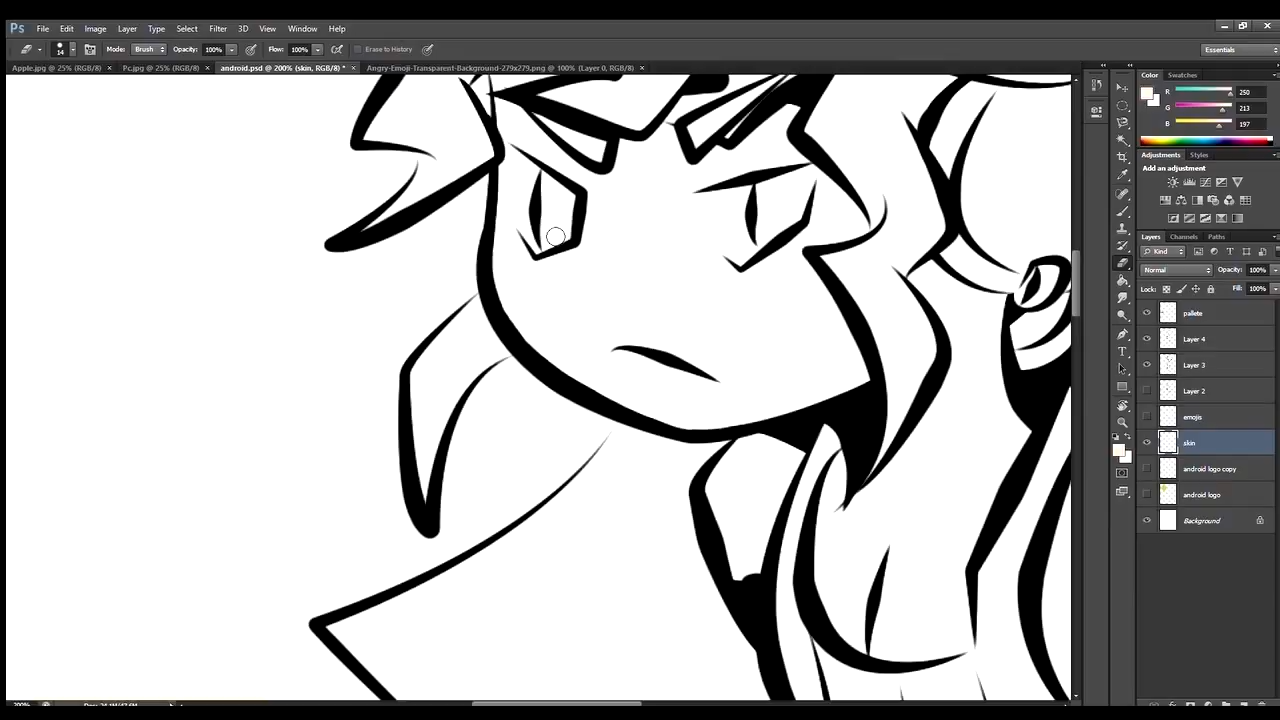 Ps File Edit Image Layer Type Select Filter 3D View Window Help
14 Mode: Brush Opacity: 100% Flow: 100% Erase to History Essentials
Apple.jpg @ 25% (RGB/8) × Pc.jpg @ 25% (RGB/8) × android.psd @ 200% (skin, RGB/8) * × Angry-Emoji-Transparent-Background-279x279.png @ 100% (Layer 0, RGB/8) ×
Color Swatches
R 250
G 213
B 197
Adjustments Styles
Add an adjustment
Layers Channels Paths
Kind
Normal Opacity: 100%
Lock: Fill: 100%
pallete
Layer 4
Layer 3
Layer 2
emojis
skin
android logo copy
android logo
Background
200%